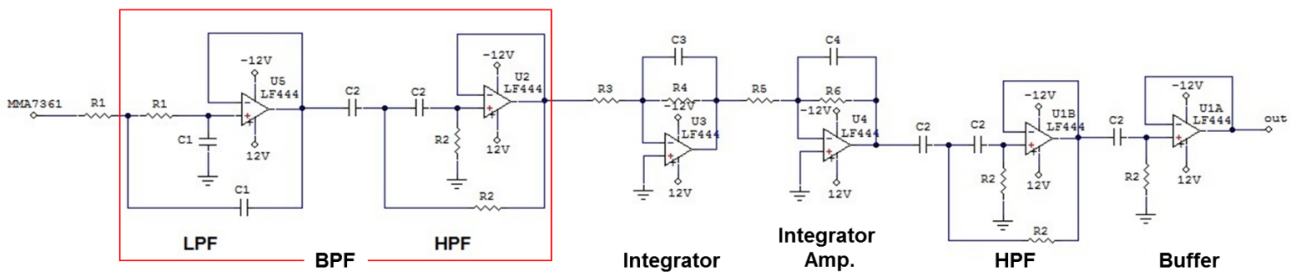 -12V
U5
LF444
12V
MMA7361
R1
R1
C1
C1
LPF
C2
C2
-12V
U2
LF444
12V
R2
R2
HPF
BPF
R3
C3
R4
-12V
U3
LF444
12V
Integrator
R5
C4
R6
-12V
U4
LF444
12V
Integrator
Amp.
C2
C2
-12V
U1B
LF444
12V
R2
R2
HPF
C2
-12V
U1A
LF444
12V
R2
out
Buffer